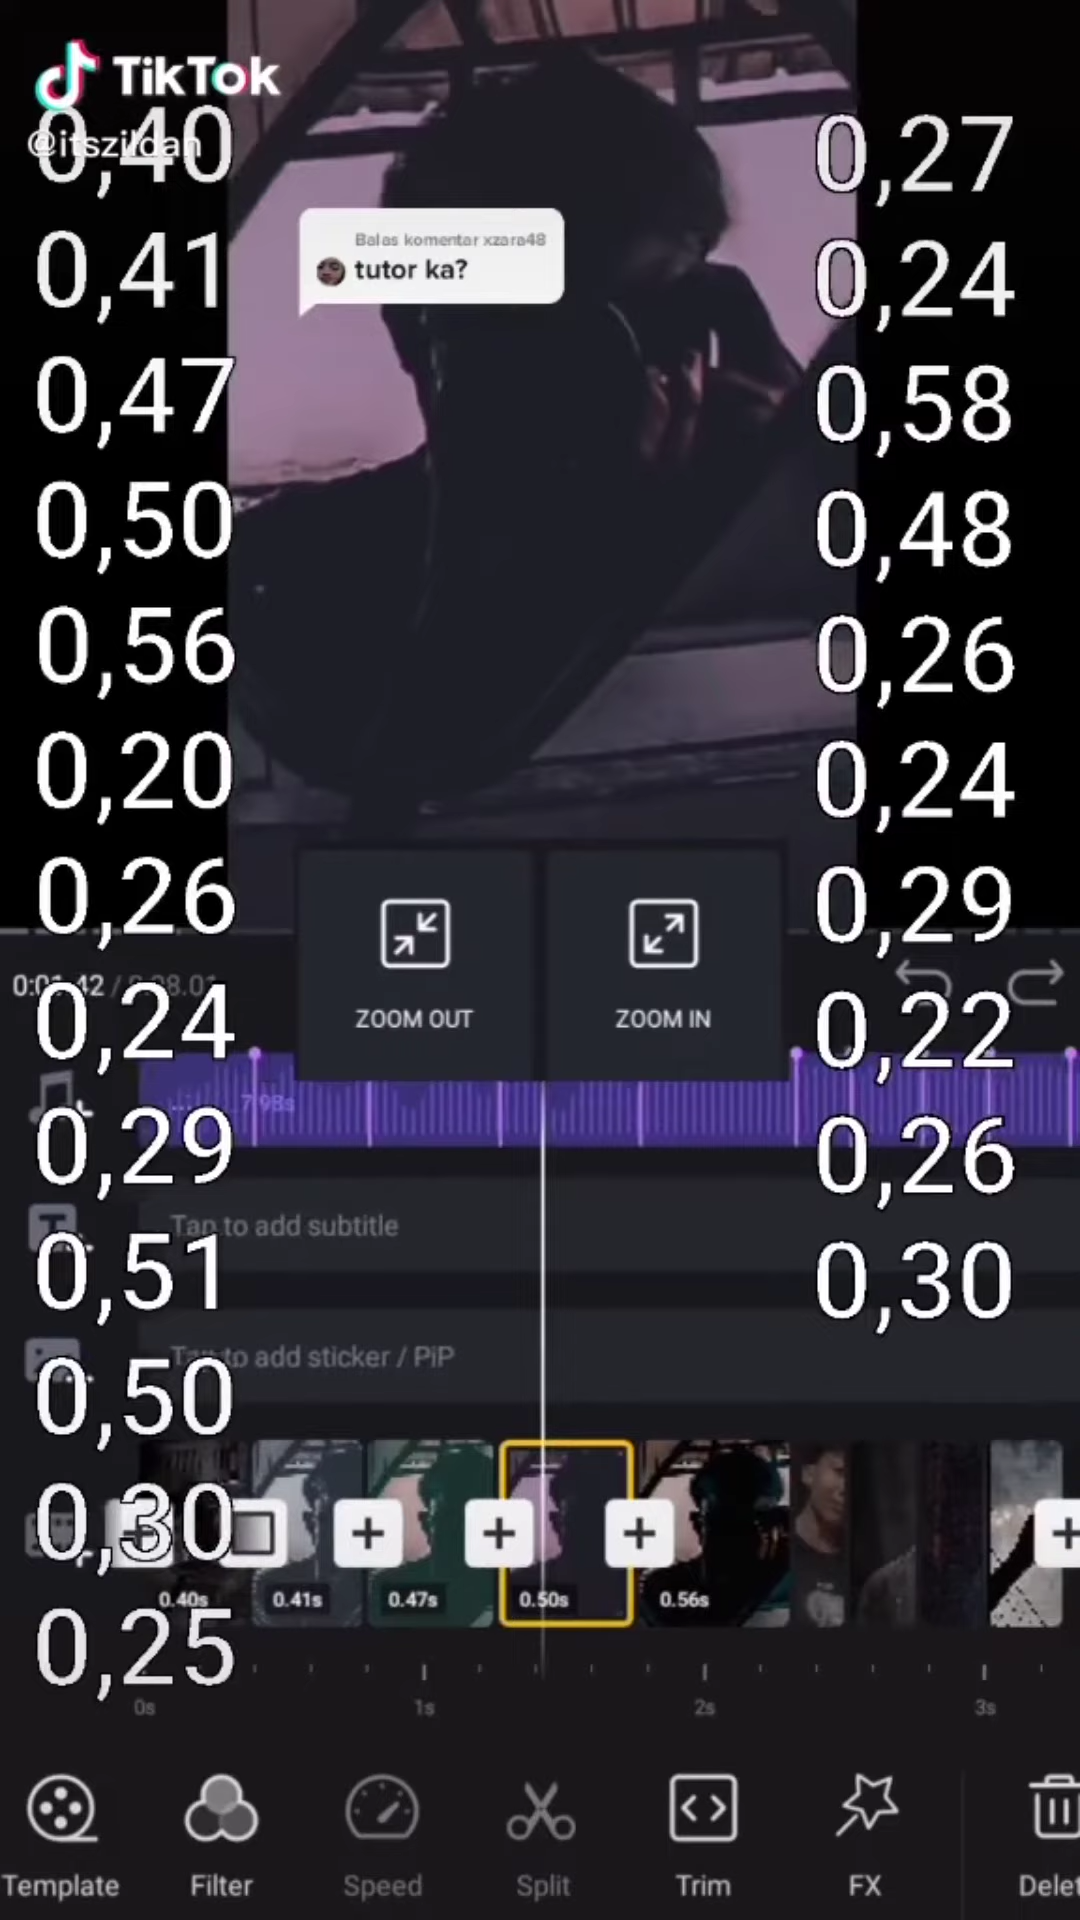 TikTok
@itszildan
0,40
0,41
0,47
0,50
0,56
0,20
0,26
0,24
0,29
0,51
0,50
0,30
0,25
0,27
0,24
0,58
0,48
0,26
0,24
0,29
0,22
0,26
0,30
Balas komentar xzara48
tutor ka?
ZOOM OUT
ZOOM IN
Tap to add subtitle
Tap to add sticker / PiP
0.40s
0.41s
0.47s
0.50s
0.56s
0s
1s
2s
3s
Template
Filter
Speed
Split
Trim
FX
Delet